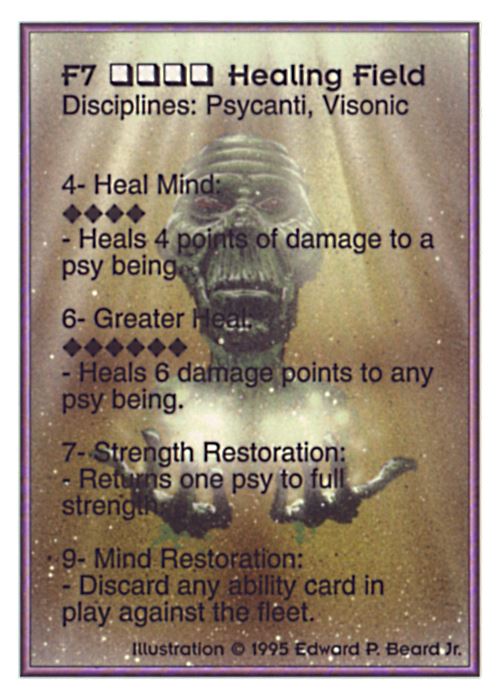 F7 ❑❑❑❑ Healing Field
Disciplines: Psycanti, Visonic
4- Heal Mind:
◆◆◆◆
- Heals 4 points of damage to a
psy being.
6- Greater Heal:
◆◆◆◆◆◆
- Heals 6 damage points to any
psy being.
7- Strength Restoration:
- Returns one psy to full
strength.
9- Mind Restoration:
- Discard any ability card in
play against the fleet.
Illustration © 1995 Edward P. Beard Jr.